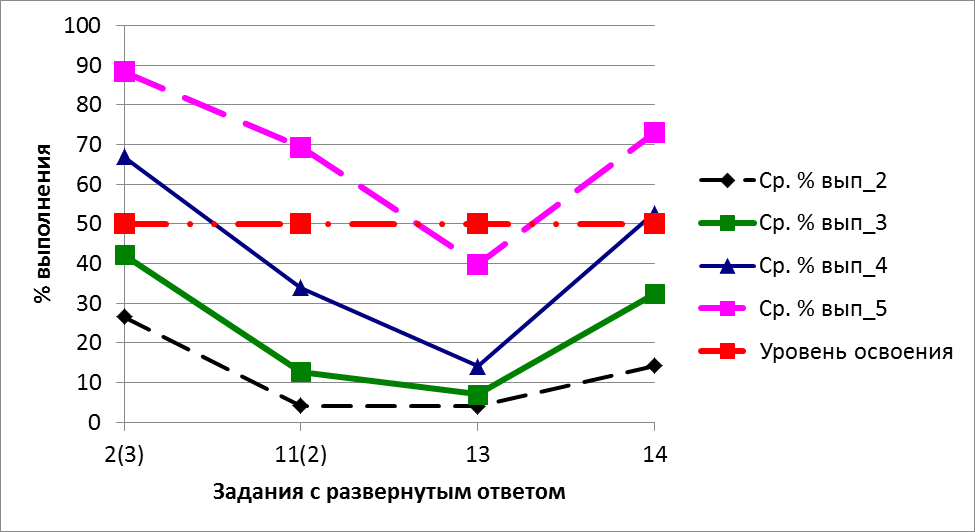 100
90
80
70
60
50
40
30
20
10
0
% выполнения
2(3)
11(2)
13
14
Задания с развернутым ответом
Ср. % вып_2
Ср. % вып_3
Ср. % вып_4
Ср. % вып_5
Уровень освоения